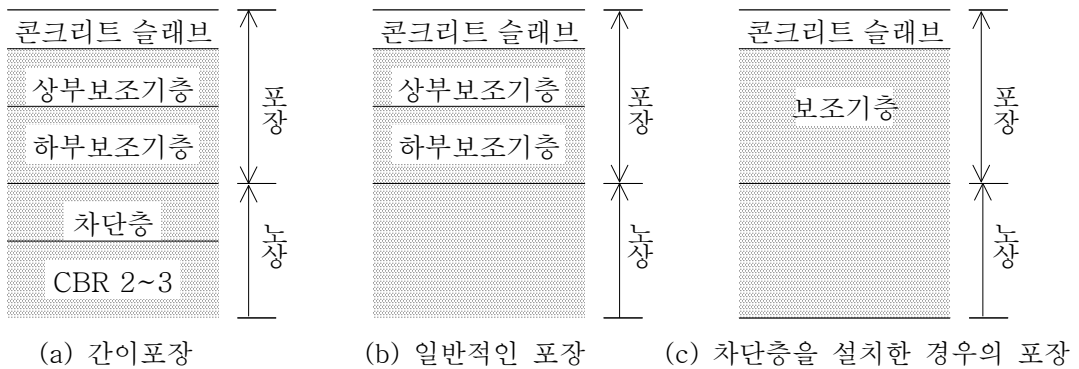 콘크리트 슬래브
상부보조기층
하부보조기층
차단층
CBR 2~3
포장
노상
(a) 간이포장
콘크리트 슬래브
상부보조기층
하부보조기층
포장
노상
(b) 일반적인 포장
콘크리트 슬래브
보조기층
포장
노상
(c) 차단층을 설치한 경우의 포장